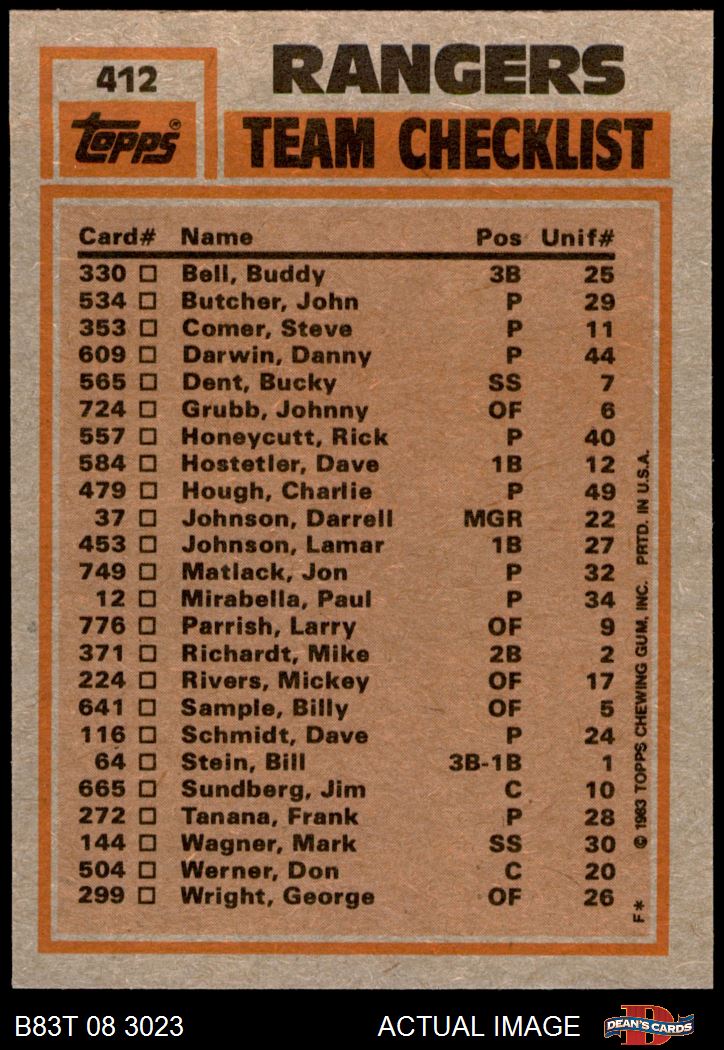 412
RANGERS
topps®
TEAM CHECKLIST
Card# Name Pos Unif#
330 Bell, Buddy 3B 25
534 Butcher, John P 29
353 Comer, Steve P 11
609 Darwin, Danny P 44
565 Dent, Bucky SS 7
724 Grubb, Johnny OF 6
557 Honeycutt, Rick P 40
584 Hostetler, Dave 1B 12
479 Hough, Charlie P 49
37 Johnson, Darrell MGR 22
453 Johnson, Lamar 1B 27
749 Matlack, Jon P 32
12 Mirabella, Paul P 34
776 Parrish, Larry OF 9
371 Richardt, Mike 2B 2
224 Rivers, Mickey OF 17
641 Sample, Billy OF 5
116 Schmidt, Dave P 24
64 Stein, Bill 3B-1B 1
665 Sundberg, Jim C 10
272 Tanana, Frank P 28
144 Wagner, Mark SS 30
504 Werner, Don C 20
299 Wright, George OF 26
F* © 1983 TOPPS CHEWING GUM, INC. PRTD. IN U.S.A.
B83T 08 3023 ACTUAL IMAGE
D
DEAN'S CARDS